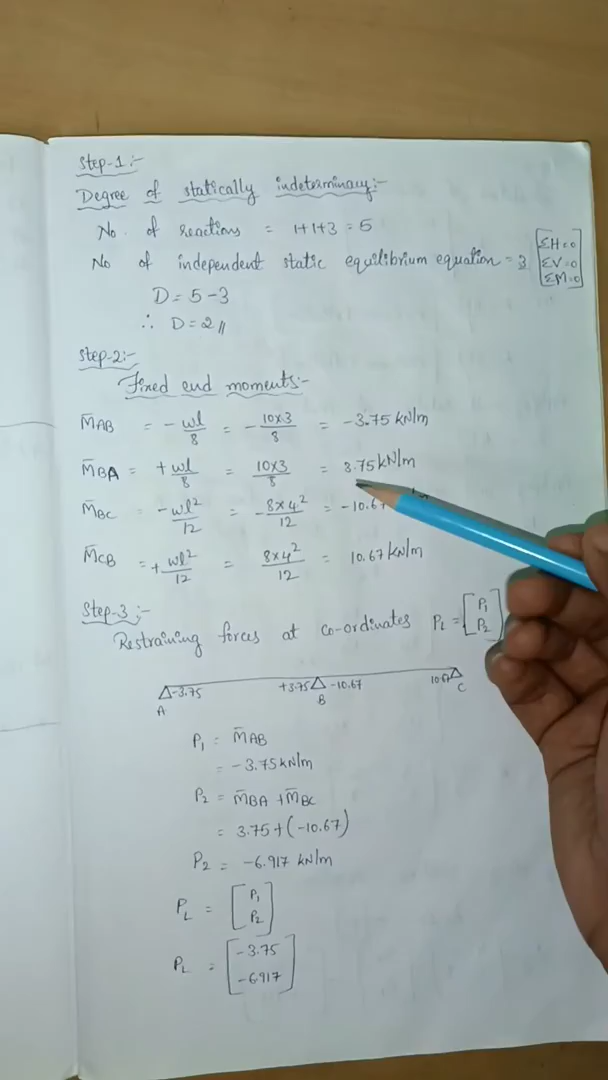 Step-1:-
Degree of statically indeterminacy:-
No. of reactions = 1+1+3 = 5
No of independent static equilibrium equation = 3 [ΣH=0
ΣV=0
ΣM=0]
D = 5-3
∴ D = 2//
Step-2:-
Fixed end moments:-
M̄AB = -wl/8 = -10×3/8 = -3.75 kN/m
M̄BA = +wl/8 = 10×3/8 = 3.75 kN/m
M̄BC = -wl²/12 = -8×4²/12 = -10.67
M̄CB = +wl²/12 = 8×4²/12 = 10.67 kN/m
Step-3:-
Restraining forces at co-ordinates PL = [P1
P2]
-3.75 +3.75 -10.67 10.67
A B C
P1 = M̄AB
= -3.75 kN/m
P2 = M̄BA + M̄BC
= 3.75+(-10.67)
P2 = -6.917 kN/m
PL = [P1
P2]
PL = [-3.75
-6.917]